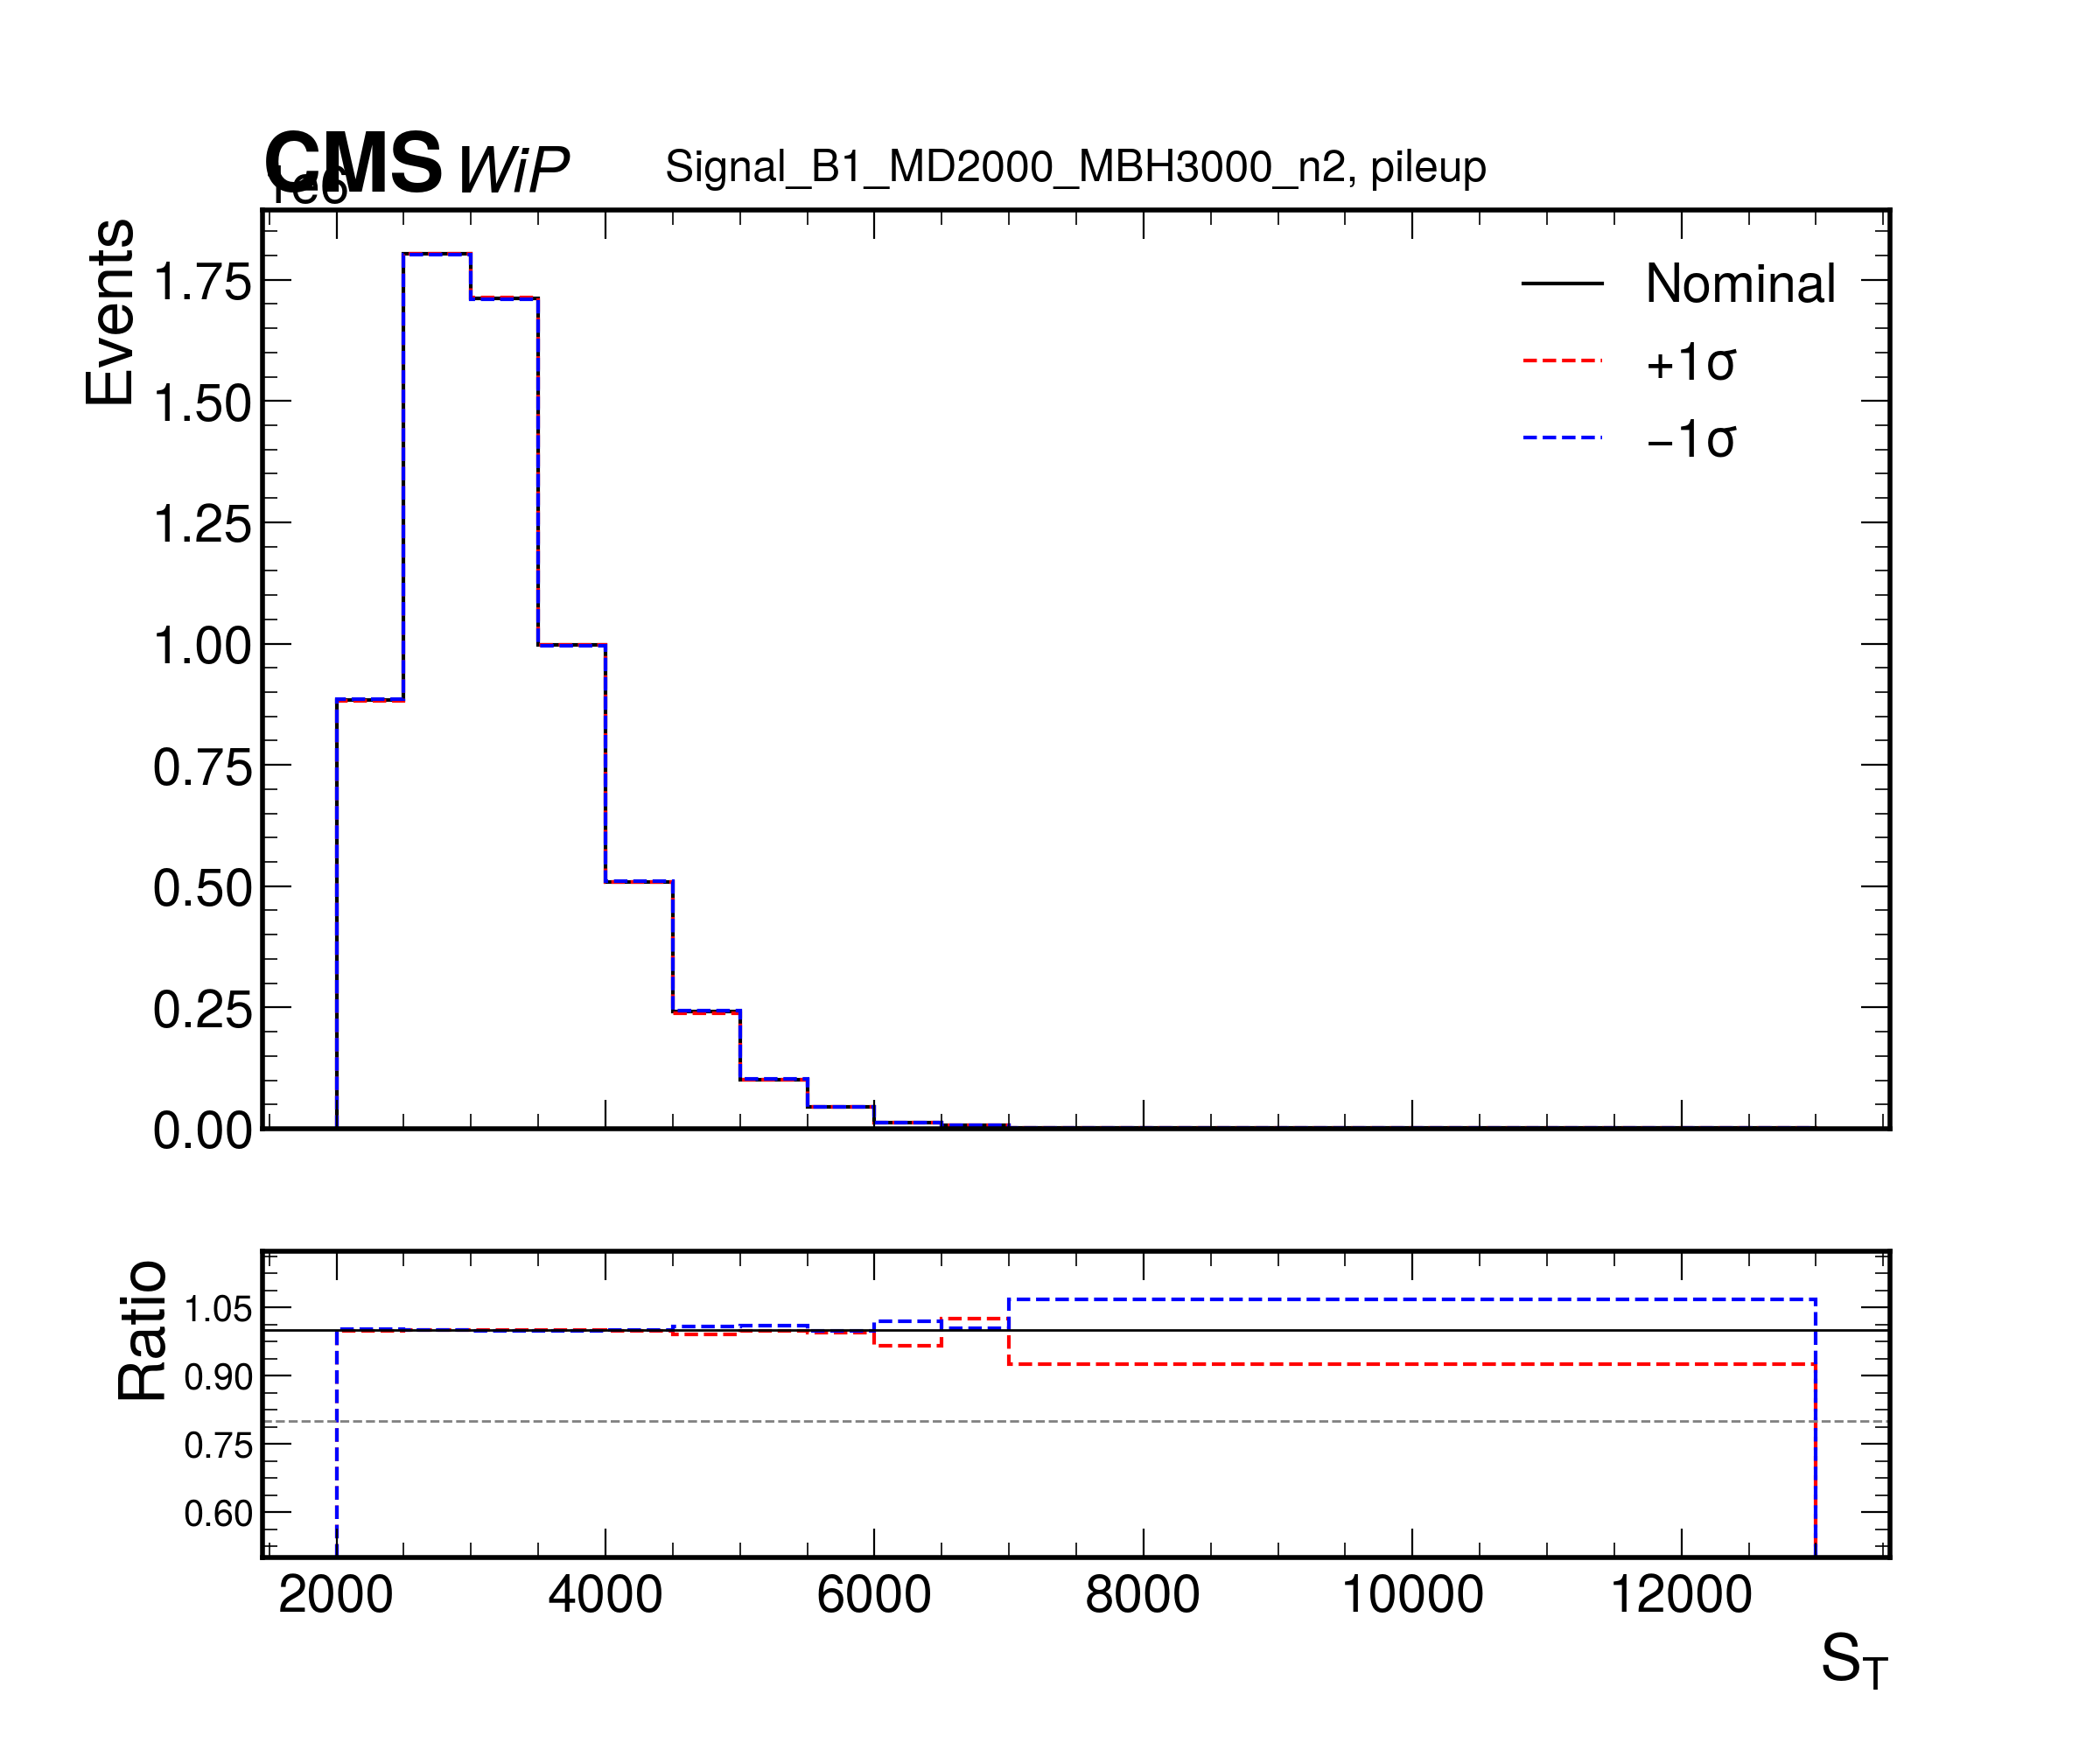 CMS WiP
1e6
Signal_B1_MD2000_MBH3000_n2, pileup
Events
1.75
1.50
1.25
1.00
0.75
0.50
0.25
0.00
Nominal
+1σ
−1σ
Ratio
1.05
0.90
0.75
0.60
2000 4000 6000 8000 10000 12000
S_T